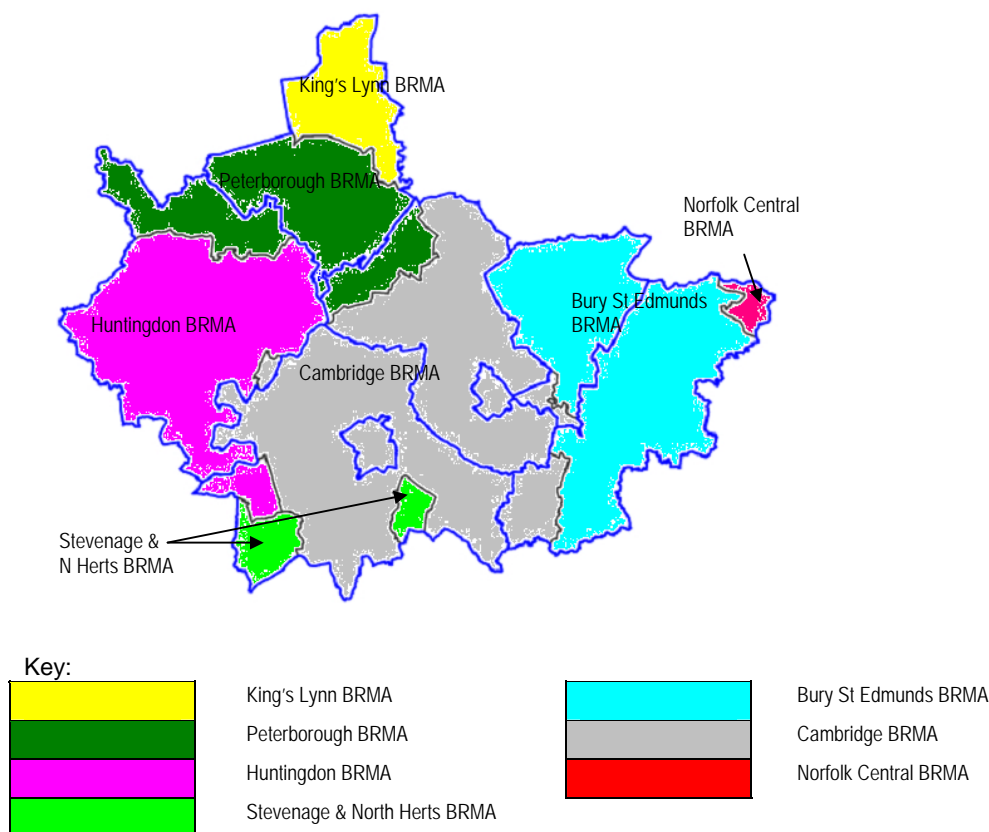 King's Lynn BRMA
Peterborough BRMA
Norfolk Central
BRMA
Bury St Edmunds
BRMA
Huntingdon BRMA
Cambridge BRMA
Stevenage &
N Herts BRMA
Key:
King's Lynn BRMA
Peterborough BRMA
Huntingdon BRMA
Stevenage & North Herts BRMA
Bury St Edmunds BRMA
Cambridge BRMA
Norfolk Central BRMA